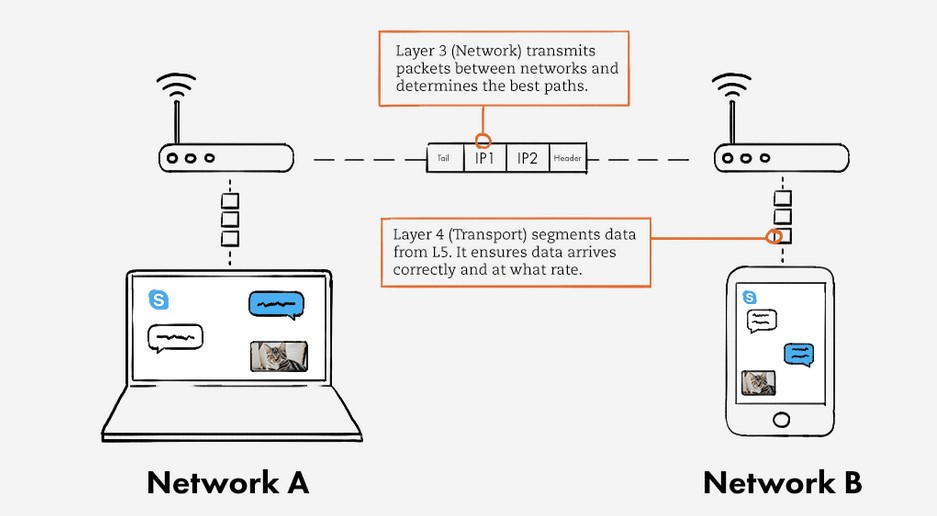 Layer 3 (Network) transmits
packets between networks and
determines the best paths.
Tail IP1 IP2 Header
Layer 4 (Transport) segments data
from L5. It ensures data arrives
correctly and at what rate.
S
S
Network A
Network B